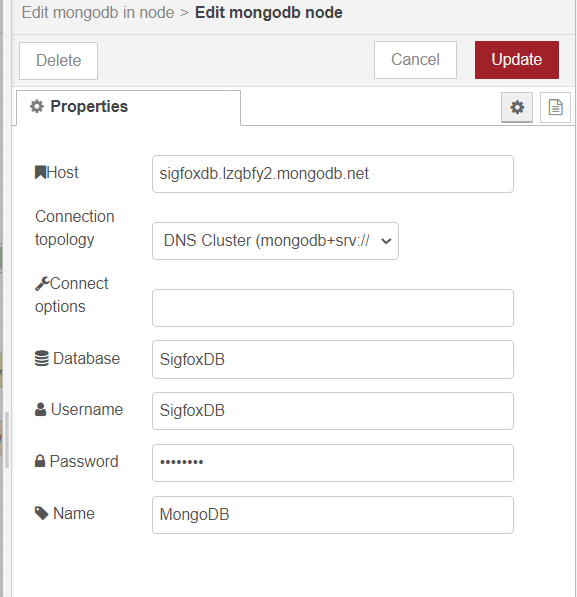 Edit mongodb in node > Edit mongodb node
Delete
Cancel
Update
Properties
Host
sigfoxdb.lzqbfy2.mongodb.net
Connection
topology
DNS Cluster (mongodb+srv://
Connect
options
Database
SigfoxDB
Username
SigfoxDB
Password
••••••••
Name
MongoDB